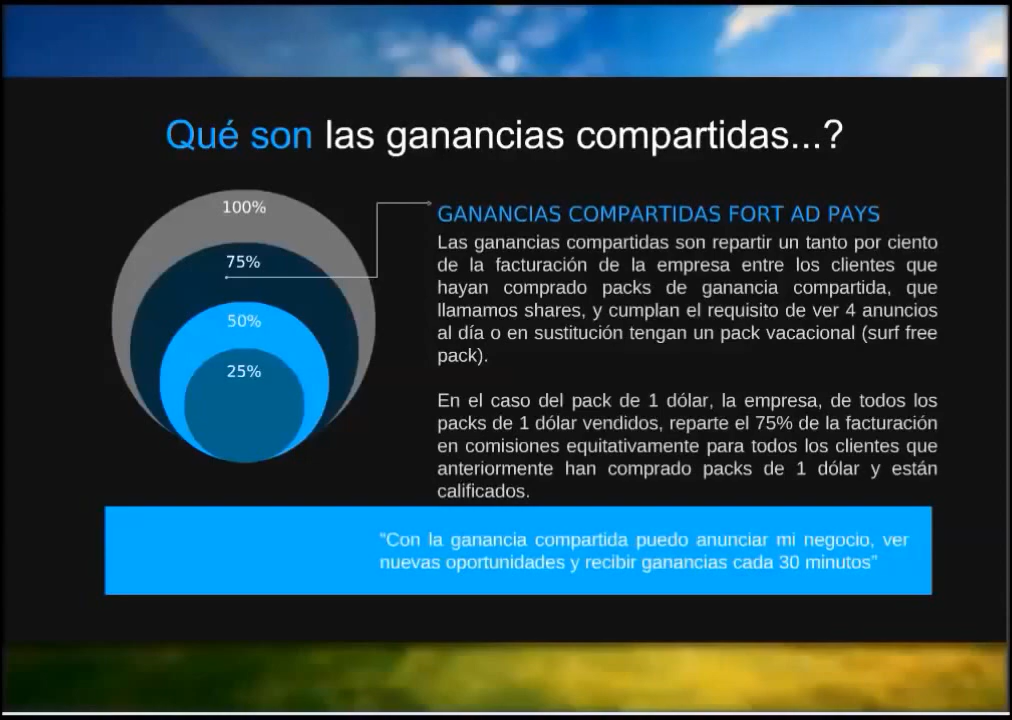 Qué son las ganancias compartidas...?
100%
75%
50%
25%
GANANCIAS COMPARTIDAS FORT AD PAYS
Las ganancias compartidas son repartir un tanto por ciento
de la facturación de la empresa entre los clientes que
hayan comprado packs de ganancia compartida, que
llamamos shares, y cumplan el requisito de ver 4 anuncios
al día o en sustitución tengan un pack vacacional (surf free
pack).
En el caso del pack de 1 dólar, la empresa, de todos los
packs de 1 dólar vendidos, reparte el 75% de la facturación
en comisiones equitativamente para todos los clientes que
anteriormente han comprado packs de 1 dólar y están
calificados.
"Con la ganancia compartida puedo anunciar mi negocio, ver
nuevas oportunidades y recibir ganancias cada 30 minutos”